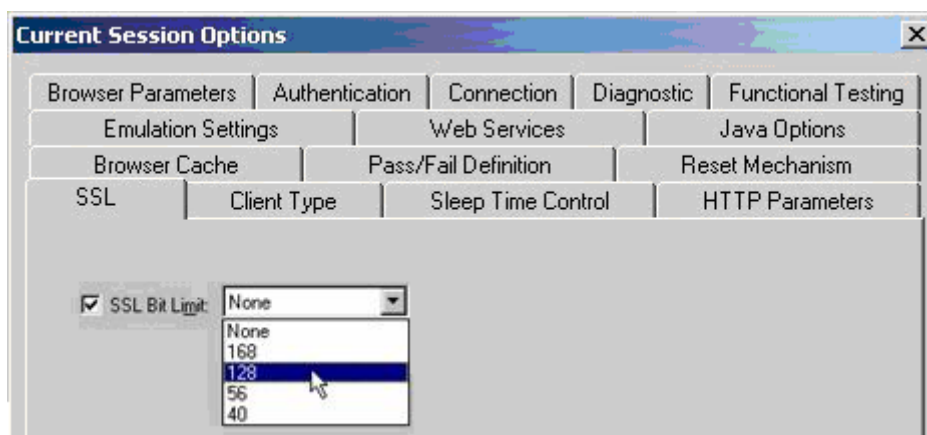 Current Session Options
Browser Parameters Authentication Connection Diagnostic Functional Testing
Emulation Settings Web Services Java Options
Browser Cache Pass/Fail Definition Reset Mechanism
SSL Client Type Sleep Time Control HTTP Parameters
SSL Bit Limit: None
None
168
128
56
40